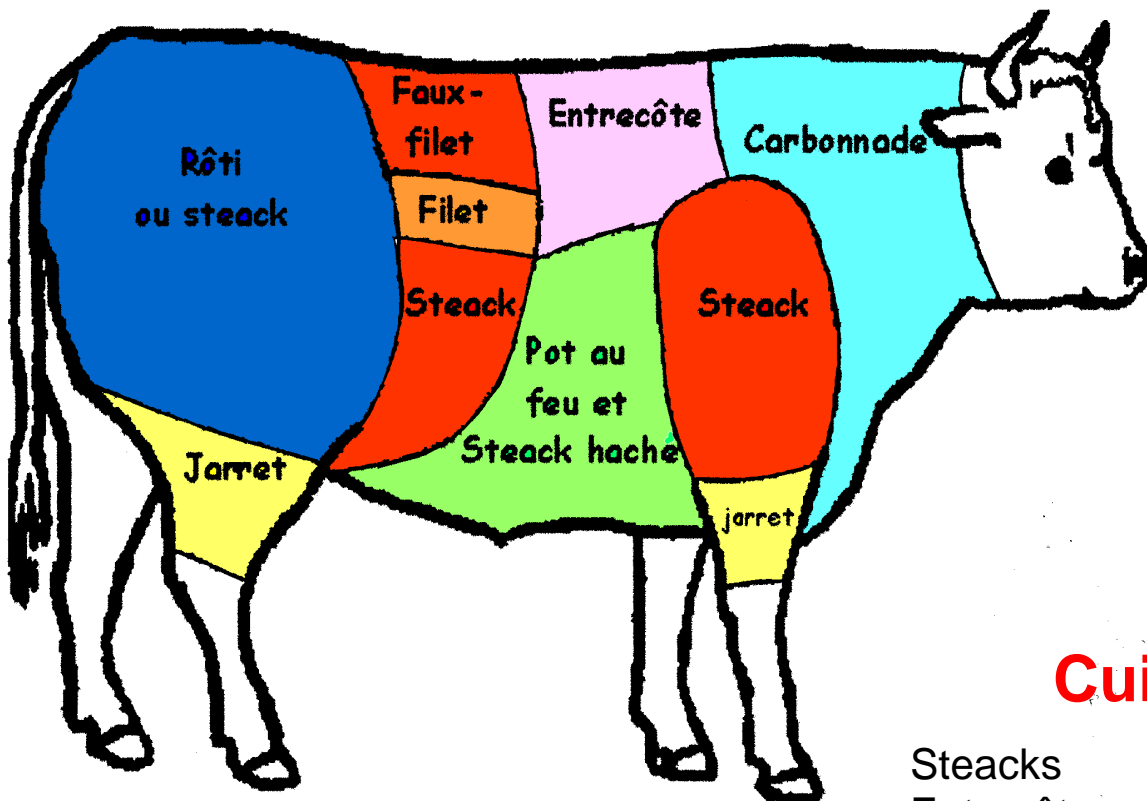 Faux-
filet
Entrecôte
Carbonnade
Rôti
ou steack
Filet
Steack
Steack
Pot au
feu et
Steack haché
Jarret
jarret
Cui
Steacks